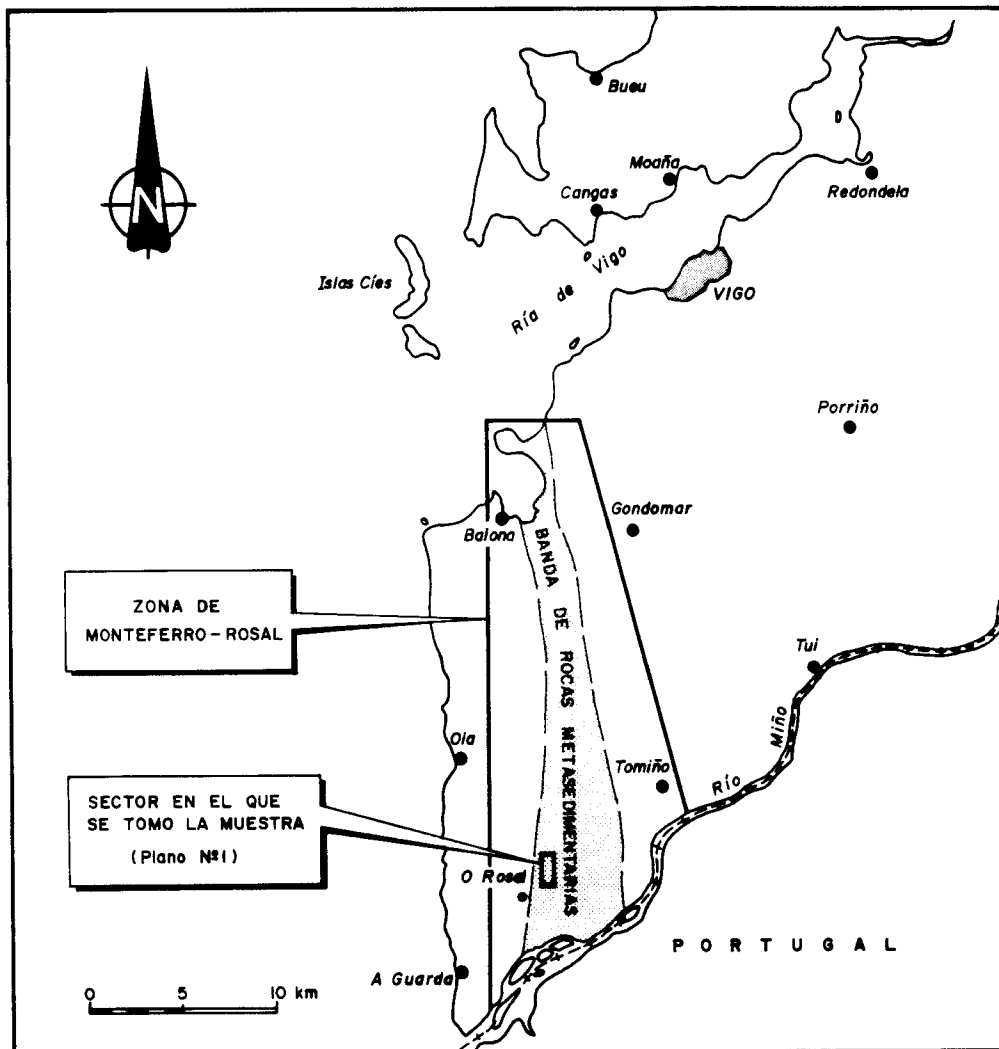 Bueu
Moaña
Cangas
Redondela
N
Islas Cíes
Ría de Vigo
VIGO
Porriño
Gondomar
Baiona
BANDA DE ROCAS METASEDIMENTARIAS
ZONA DE
MONTEFERRO-ROSAL
Tui
Oia
Río Miño
Tomiño
SECTOR EN EL QUE
SE TOMO LA MUESTRA
(Plano Nº1)
O Rosal
PORTUGAL
A Guarda
0 5 10 km